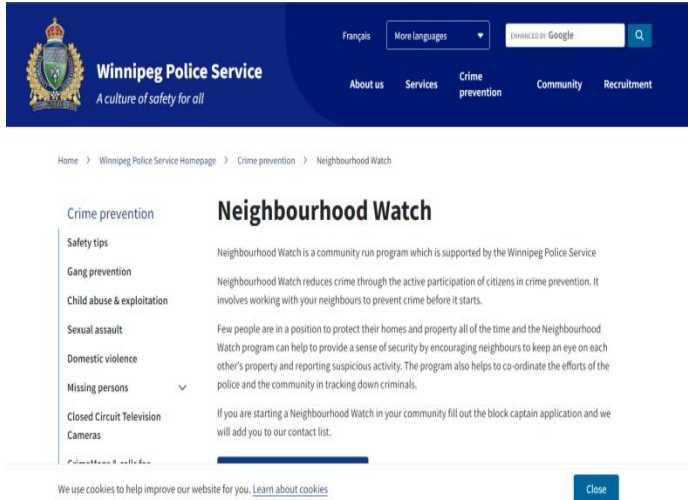 Français
More languages
ENHANCED BY Google
Winnipeg Police Service
A culture of safety for all
About us
Services
Crime prevention
Community
Recruitment
Home > Winnipeg Police Service Homepage > Crime prevention > Neighbourhood Watch
Crime prevention
Safety tips
Gang prevention
Child abuse & exploitation
Sexual assault
Domestic violence
Missing persons
Closed Circuit Television
Cameras
Neighbourhood Watch
Neighbourhood Watch is a community run program which is supported by the Winnipeg Police Service
Neighbourhood Watch reduces crime through the active participation of citizens in crime prevention. It
involves working with your neighbours to prevent crime before it starts.
Few people are in a position to protect their homes and property all of the time and the Neighbourhood
Watch program can help to provide a sense of security by encouraging neighbours to keep an eye on each
other's property and reporting suspicious activity. The program also helps to co-ordinate the efforts of the
police and the community in tracking down criminals.
If you are starting a Neighbourhood Watch in your community fill out the block captain application and we
will add you to our contact list.
We use cookies to help improve our website for you. Learn about cookies
Close